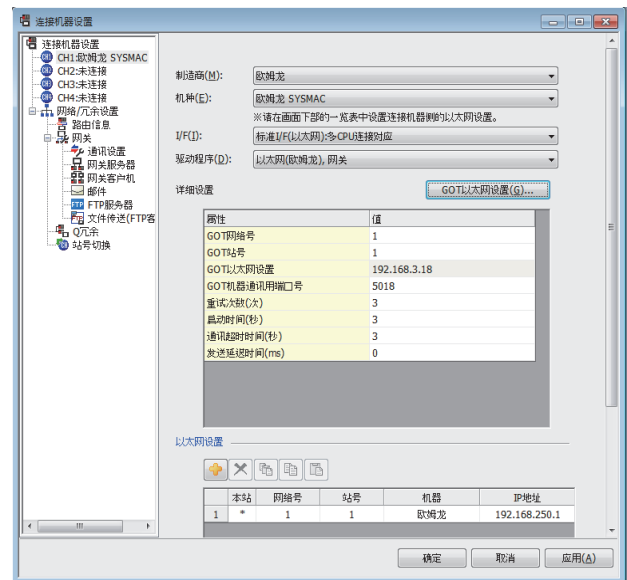 连接机器设置
连接机器设置
CH1:欧姆龙 SYSMAC
CH2:未连接
CH3:未连接
CH4:未连接
网络/冗余设置
路由信息
网关
通讯设置
网关服务器
网关客户机
邮件
FTP服务器
文件传送(FTP客
Q冗余
站号切换
制造商(M): 欧姆龙
机种(E): 欧姆龙 SYSMAC
※请在画面下部的一览表中设置连接机器侧的以太网设置。
I/F(I): 标准I/F(以太网):多CPU连接对应
驱动程序(D): 以太网(欧姆龙), 网关
详细设置 GOT以太网设置(G)...
属性 值
GOT网络号 1
GOT站号 1
GOT以太网设置 192.168.3.18
GOT机器通讯用端口号 5018
重试次数(次) 3
启动时间(秒) 3
通讯超时时间(秒) 3
发送延迟时间(ms) 0
以太网设置
本站 网络号 站号 机器 IP地址
1 * 1 1 欧姆龙 192.168.250.1
确定 取消 应用(A)